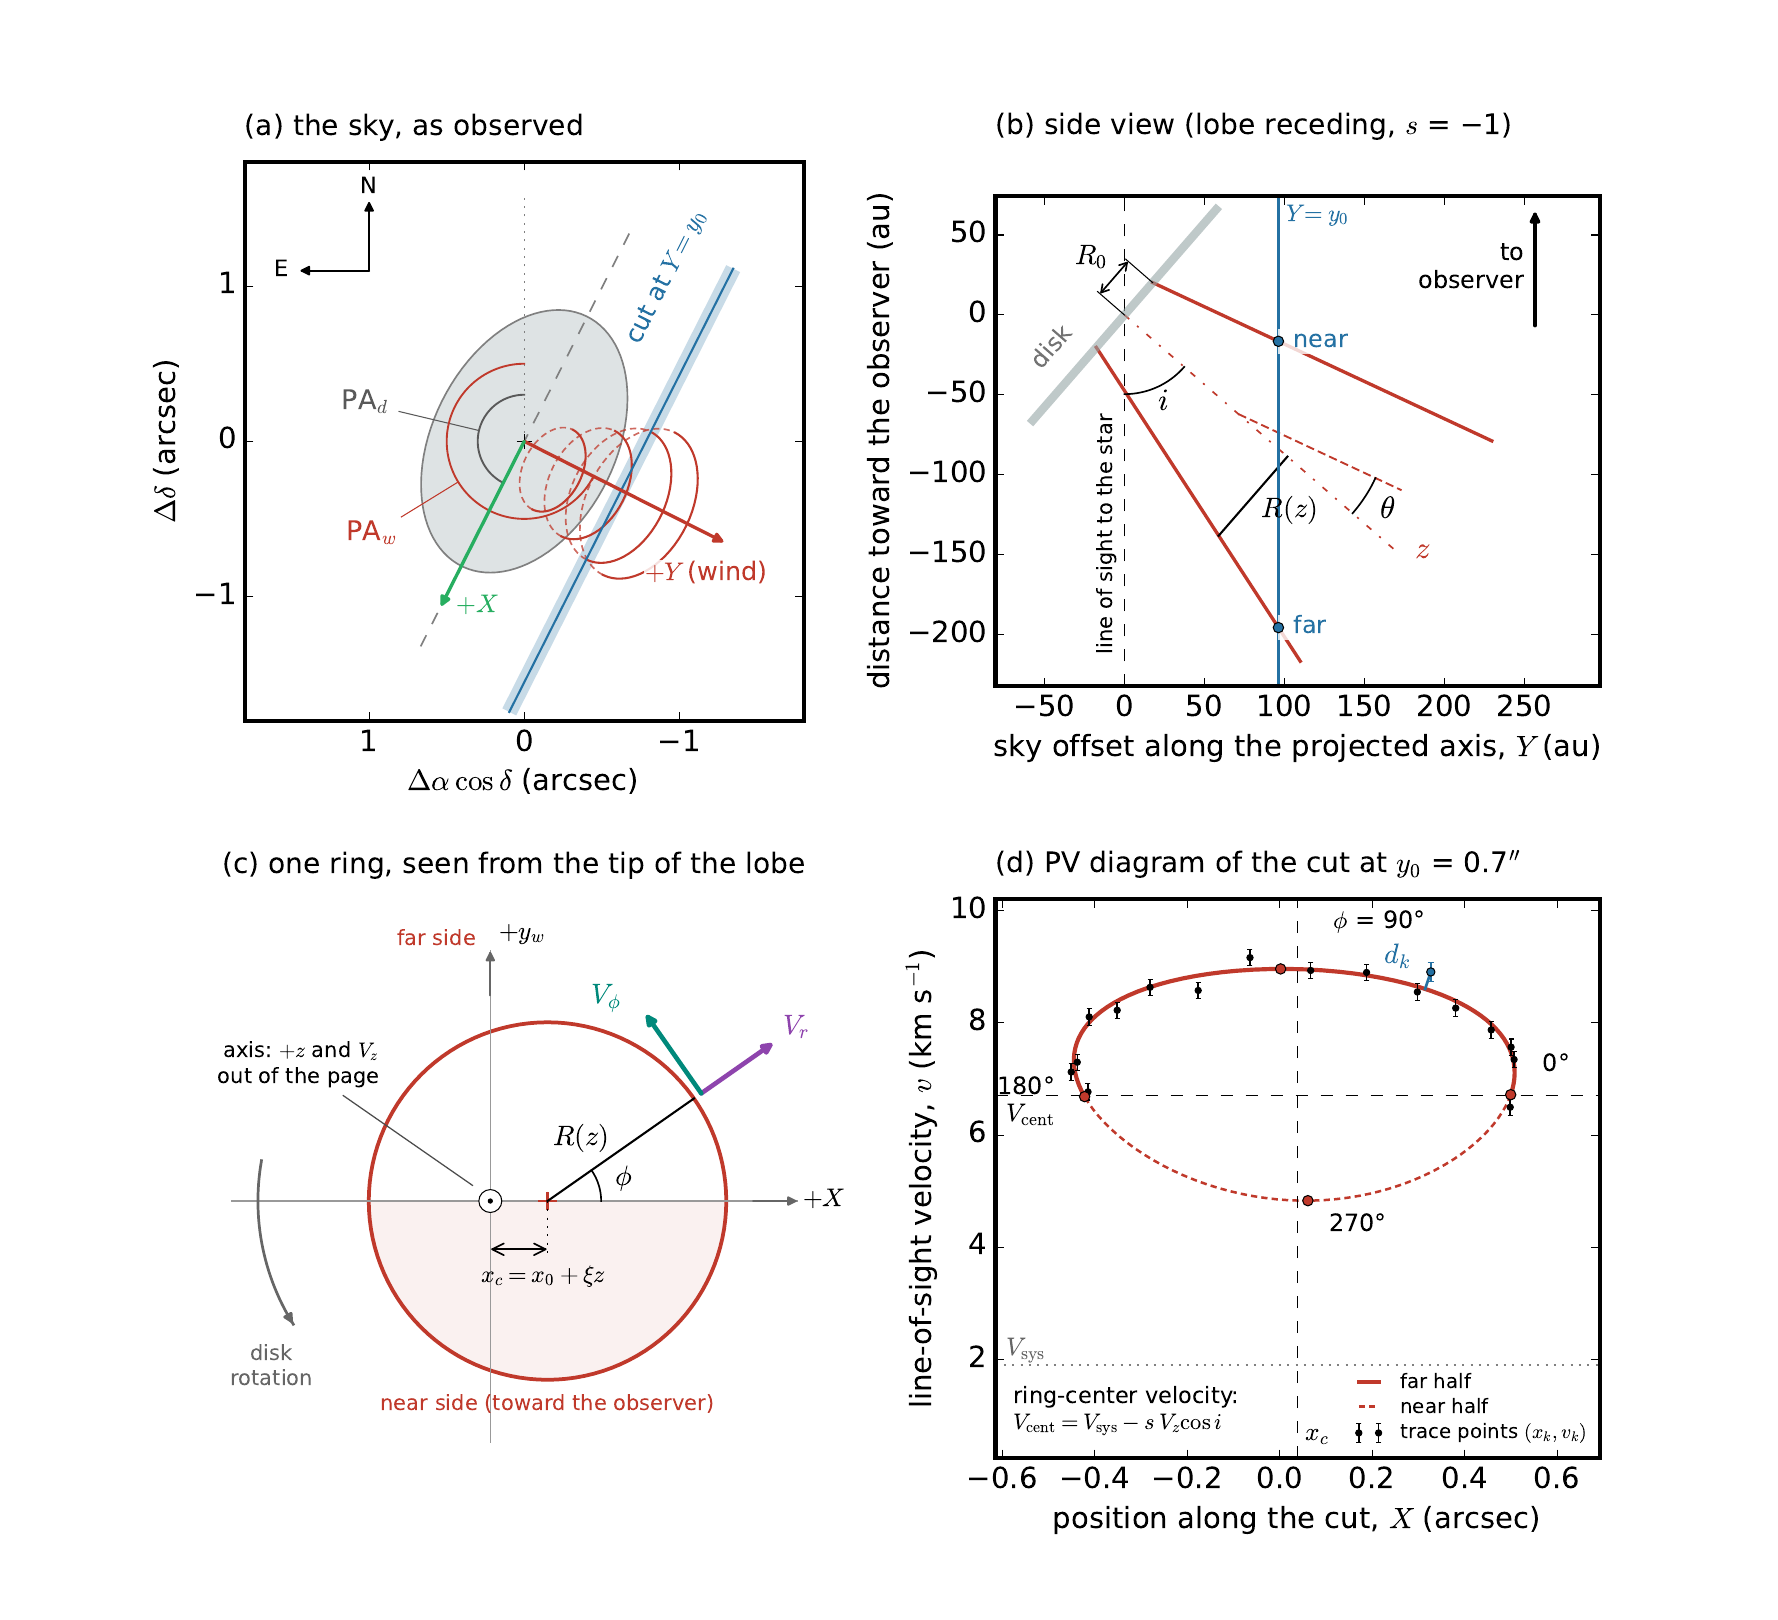 (a) the sky, as observed
N
E
cut at Y = y₀
PA_d
PA_w
+X
+Y (wind)
1
0
−1
1
0
−1
Δδ (arcsec)
Δα cos δ (arcsec)
(b) side view (lobe receding, s = −1)
Y = y₀
R₀
to
observer
near
disk
i
R(z)
θ
z
far
line of sight to the star
50
0
−50
−100
−150
−200
−50 0 50 100 150 200 250
distance toward the observer (au)
sky offset along the projected axis, Y (au)
(c) one ring, seen from the tip of the lobe
far side
+y_w
V_ϕ
V_r
axis: +z and V_z
out of the page
R(z)
ϕ
+X
x_c = x₀ + ξz
disk
rotation
near side (toward the observer)
(d) PV diagram of the cut at y₀ = 0.7″
ϕ = 90°
d_k
0°
180°
V_cent
270°
V_sys
ring-center velocity:
V_cent = V_sys − s V_z cos i
x_c
far half
near half
trace points (x_k, v_k)
10
8
6
4
2
−0.6 −0.4 −0.2 0.0 0.2 0.4 0.6
line-of-sight velocity, v (km s⁻¹)
position along the cut, X (arcsec)